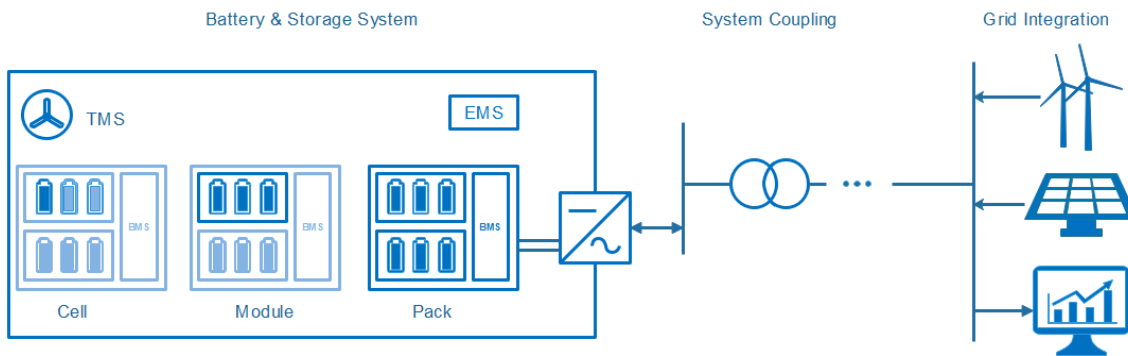 Battery & Storage System
System Coupling
Grid Integration
TMS
EMS
BMS
BMS
BMS
Cell
Module
Pack